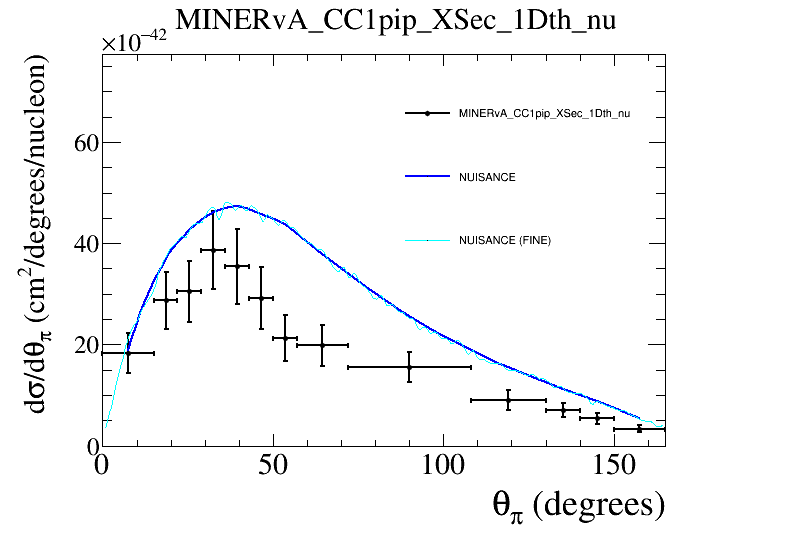 MINERvA_CC1pip_XSec_1Dth_nu
×10⁻⁴²
dσ/dθπ (cm²/degrees/nucleon)
60
40
20
0
MINERvA_CC1pip_XSec_1Dth_nu
NUISANCE
NUISANCE (FINE)
0 50 100 150
θπ (degrees)